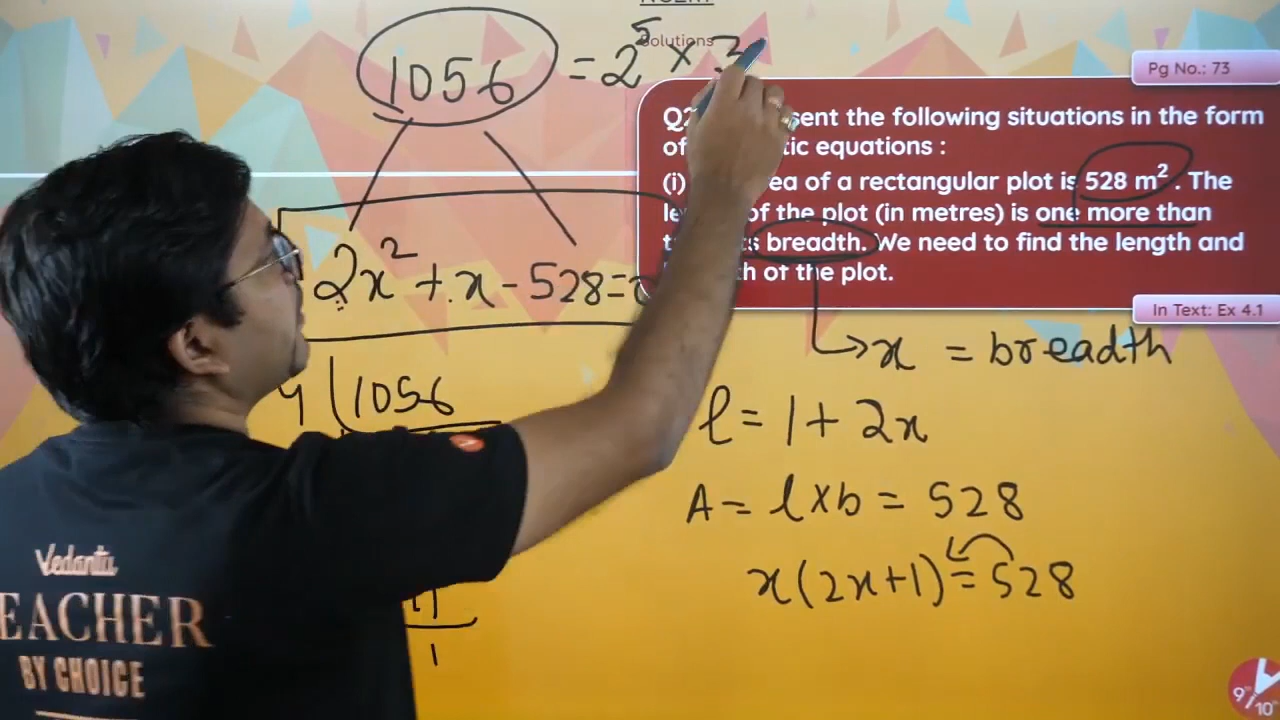 Solutions
1056 = 2⁵ × 3
Pg No.: 73
sent the following situations in the form
of tic equations :
(i) ea of a rectangular plot is 528 m². The
of the plot (in metres) is one more than
breadth. We need to find the length and
of the plot.
In Text: Ex 4.1
2x² + x - 528 =
4 1056
1
x = breadth
l = 1 + 2x
A = l x b = 528
x(2x+1) = 528
Vedantu
EACHER
BY CHOICE
9
10